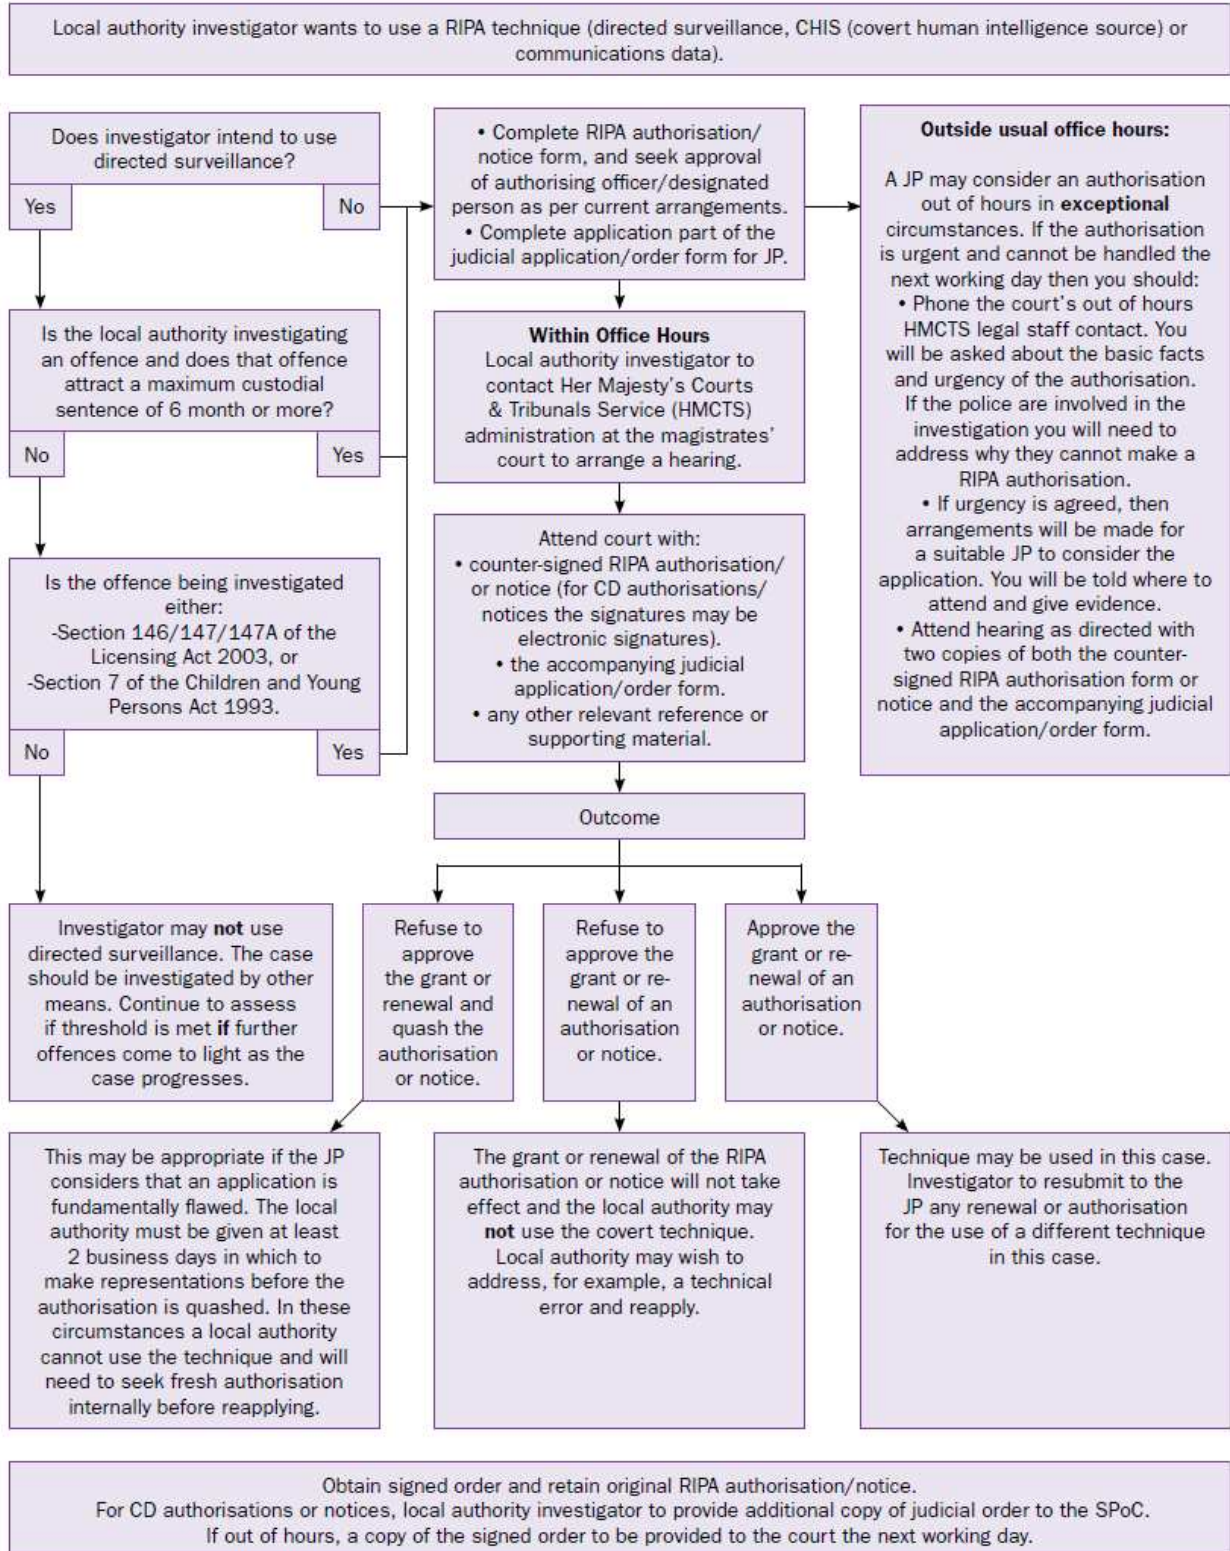 Local authority investigator wants to use a RIPA technique (directed surveillance, CHIS (covert human intelligence source) or
communications data).
Does investigator intend to use
directed surveillance?
Yes
No
Is the local authority investigating
an offence and does that offence
attract a maximum custodial
sentence of 6 month or more?
No
Yes
Is the offence being investigated
either:
-Section 146/147/147A of the
Licensing Act 2003, or
-Section 7 of the Children and Young
Persons Act 1993.
No
Yes
Investigator may not use
directed surveillance. The case
should be investigated by other
means. Continue to assess
if threshold is met if further
offences come to light as the
case progresses.
• Complete RIPA authorisation/
notice form, and seek approval
of authorising officer/designated
person as per current arrangements.
• Complete application part of the
judicial application/order form for JP.
Within Office Hours
Local authority investigator to
contact Her Majesty's Courts
& Tribunals Service (HMCTS)
administration at the magistrates'
court to arrange a hearing.
Attend court with:
• counter-signed RIPA authorisation/
or notice (for CD authorisations/
notices the signatures may be
electronic signatures).
• the accompanying judicial
application/order form.
• any other relevant reference or
supporting material.
Outcome
Outside usual office hours:
A JP may consider an authorisation
out of hours in exceptional
circumstances. If the authorisation
is urgent and cannot be handled the
next working day then you should:
• Phone the court's out of hours
HMCTS legal staff contact. You
will be asked about the basic facts
and urgency of the authorisation.
If the police are involved in the
investigation you will need to
address why they cannot make a
RIPA authorisation.
• If urgency is agreed, then
arrangements will be made for
a suitable JP to consider the
application. You will be told where to
attend and give evidence.
• Attend hearing as directed with
two copies of both the counter-
signed RIPA authorisation form or
notice and the accompanying judicial
application/order form.
Refuse to
approve
the grant or
renewal and
quash the
authorisation
or notice.
Refuse to
approve the
grant or re-
newal of an
authorisation
or notice.
Approve the
grant or re-
newal of an
authorisation
or notice.
This may be appropriate if the JP
considers that an application is
fundamentally flawed. The local
authority must be given at least
2 business days in which to
make representations before the
authorisation is quashed. In these
circumstances a local authority
cannot use the technique and will
need to seek fresh authorisation
internally before reapplying.
The grant or renewal of the RIPA
authorisation or notice will not take
effect and the local authority may
not use the covert technique.
Local authority may wish to
address, for example, a technical
error and reapply.
Technique may be used in this case.
Investigator to resubmit to the
JP any renewal or authorisation
for the use of a different technique
in this case.
Obtain signed order and retain original RIPA authorisation/notice.
For CD authorisations or notices, local authority investigator to provide additional copy of judicial order to the SPoC.
If out of hours, a copy of the signed order to be provided to the court the next working day.